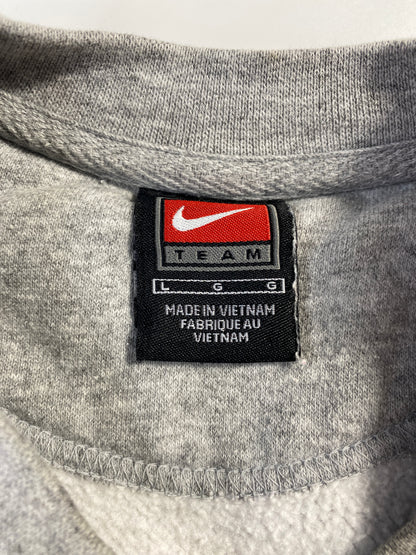 TEAM
L G G
MADE IN VIETNAM
FABRIQUE AU
VIETNAM